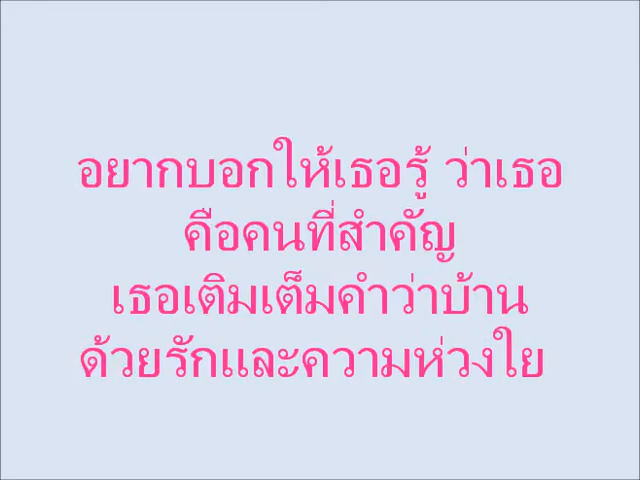 อยากบอกให้เธอรู้ ว่าเธอ
คือคนที่สำคัญ
เธอเติมเต็มคำว่าบ้าน
ด้วยรักและความห่วงใย